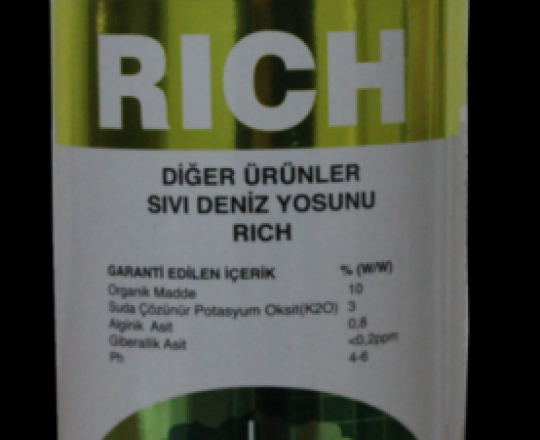 RICH
DİĞER ÜRÜNLER
SIVI DENİZ YOSUNU
RICH
GARANTİ EDİLEN İÇERİK % (W/W)
Organik Madde 10
Suda Çözünür Potasyum Oksit(K2O) 3
Alginik Asit 0,8
Giberallik Asit <0,2ppm
Ph 4-6